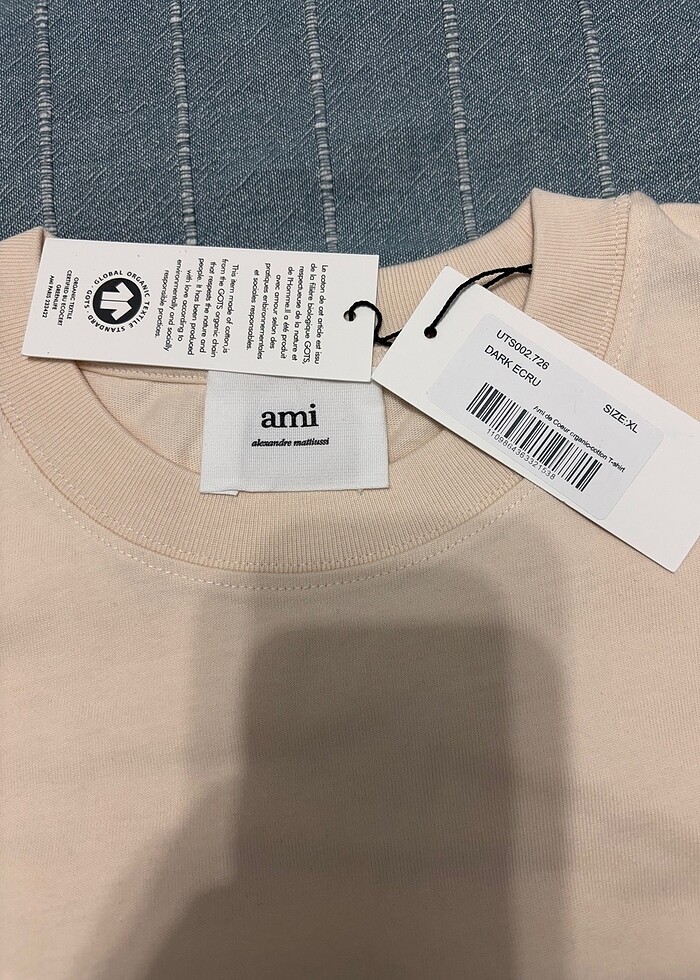 Le coton de cet article est issu
de la filière biologique GOTS,
respectueuse de la nature et
de l'Homme.Il a été produit
avec amour selon des
pratiques environnementales
et sociales responsables.
This item made of cotton,is
from the GOTS organic chain
that respects the nature and
people. it has been produced
with love according to
environmentally and socially
responsible practices.
GLOBAL ORGANIC TEXTILE STANDARD · GOTS ·
ORGANIC TEXTILE
CERTIFIED BU ECOCERT
GREENLIFE
AMI PARIS 235472
ami
alexandre mattiussi
UTS002.726
DARK ECRU
SIZE:XL
Ami de Coeur organic-cotton T-shirt
1109864363321538